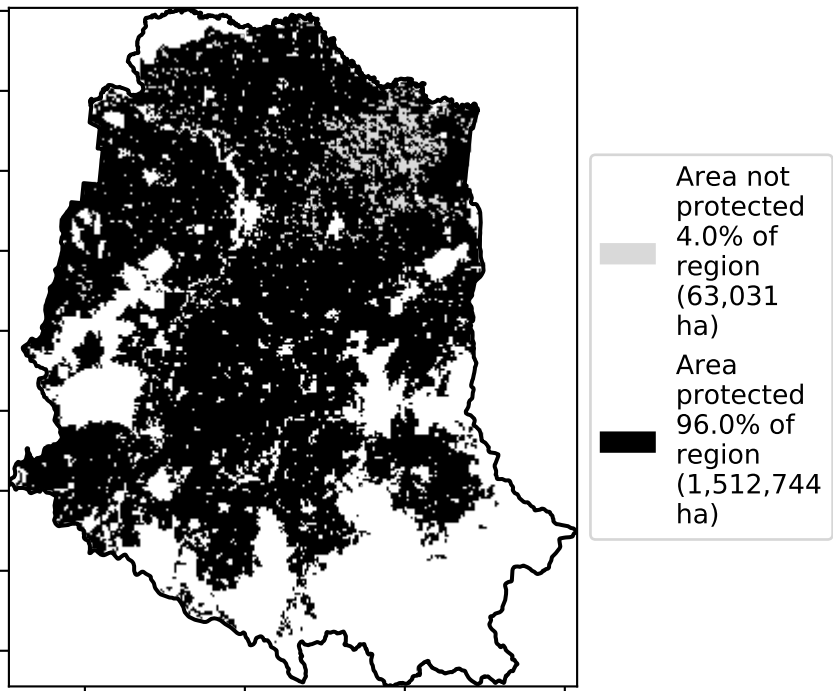 Area not
protected
4.0% of
region
(63,031
ha)
Area
protected
96.0% of
region
(1,512,744
ha)